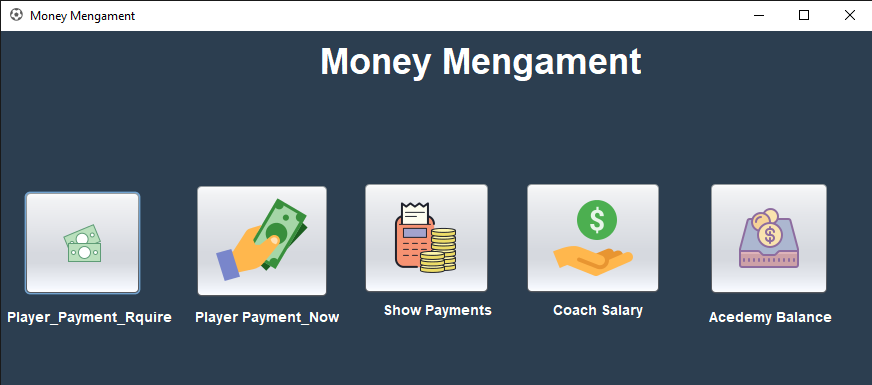 Money Mengament
Money Mengament
Player_Payment_Rquire
Player Payment_Now
Show Payments
Coach Salary
Acedemy Balance